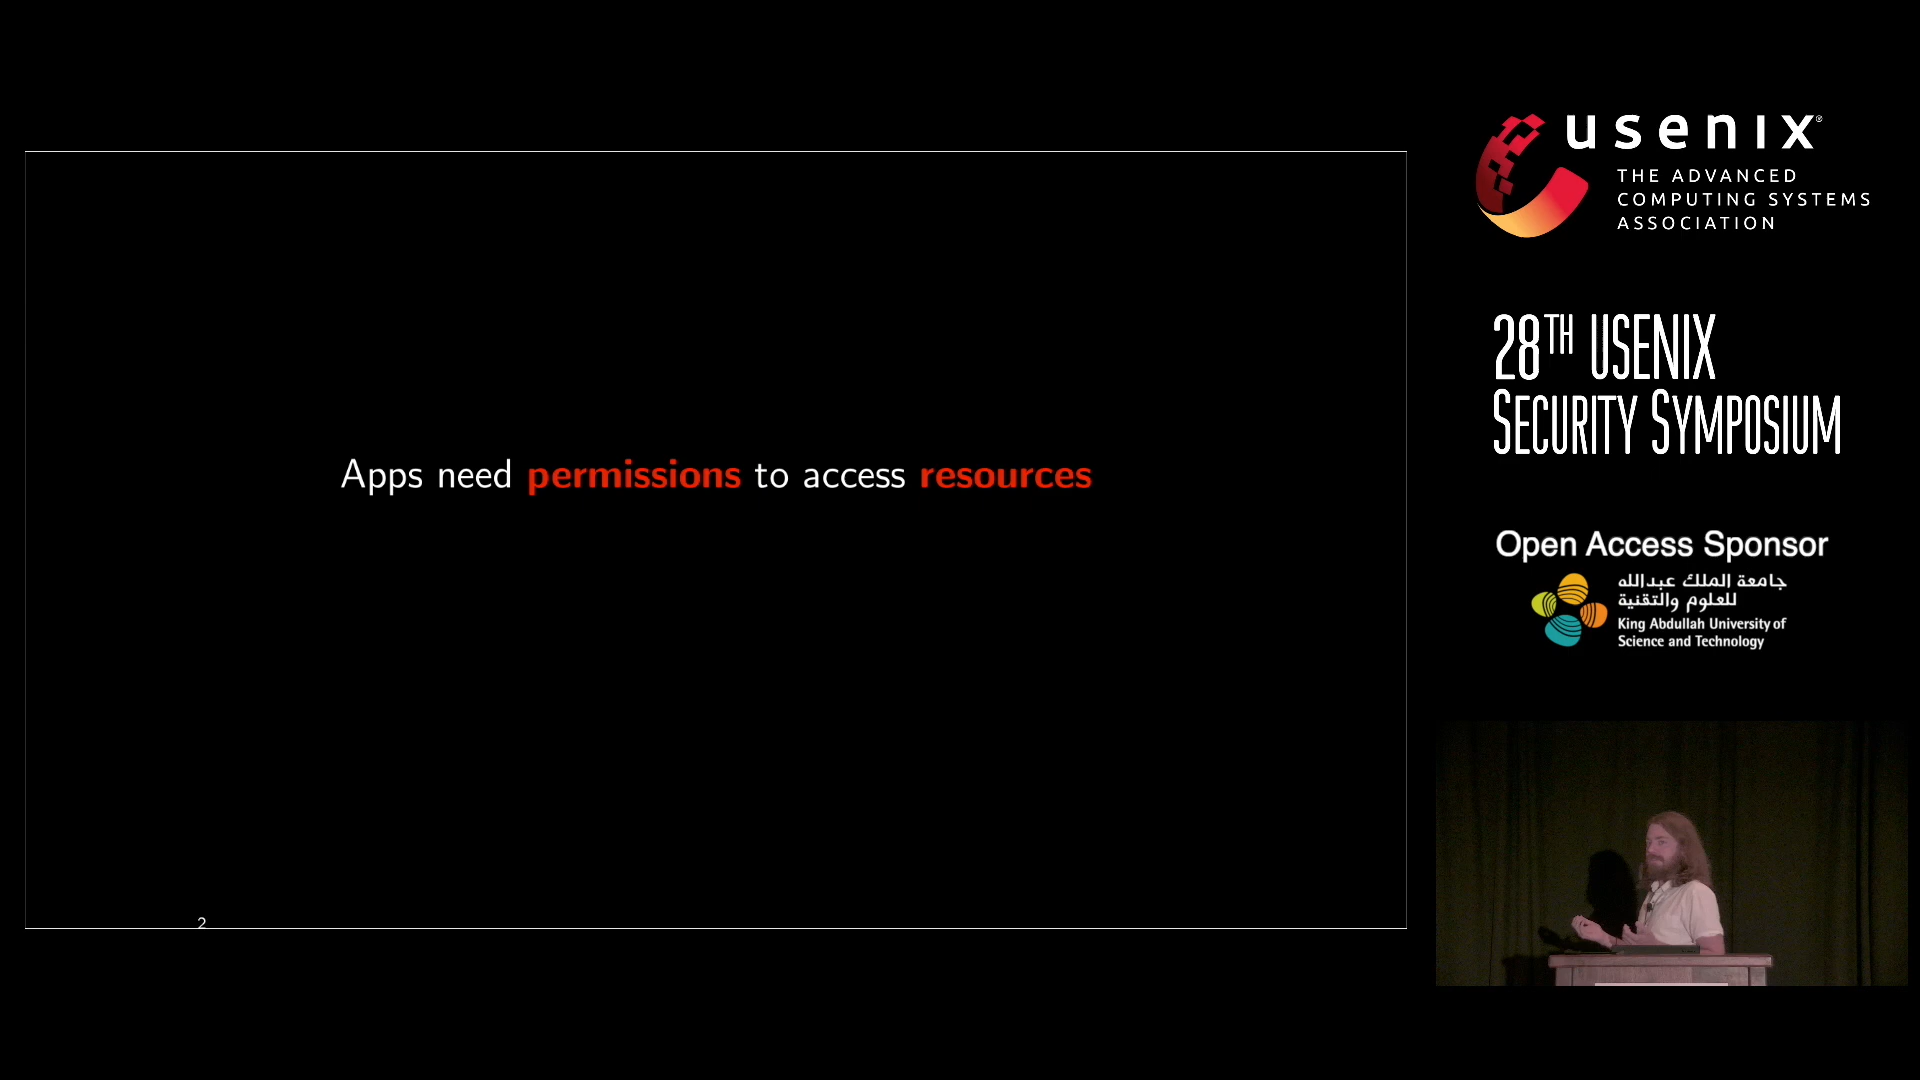 Apps need permissions to access resources
2
usenix®
THE ADVANCED
COMPUTING SYSTEMS
ASSOCIATION
28TH USENIX
SECURITY SYMPOSIUM
Open Access Sponsor
جامعة الملك عبدالله
للعلوم والتقنية
King Abdullah University of
Science and Technology